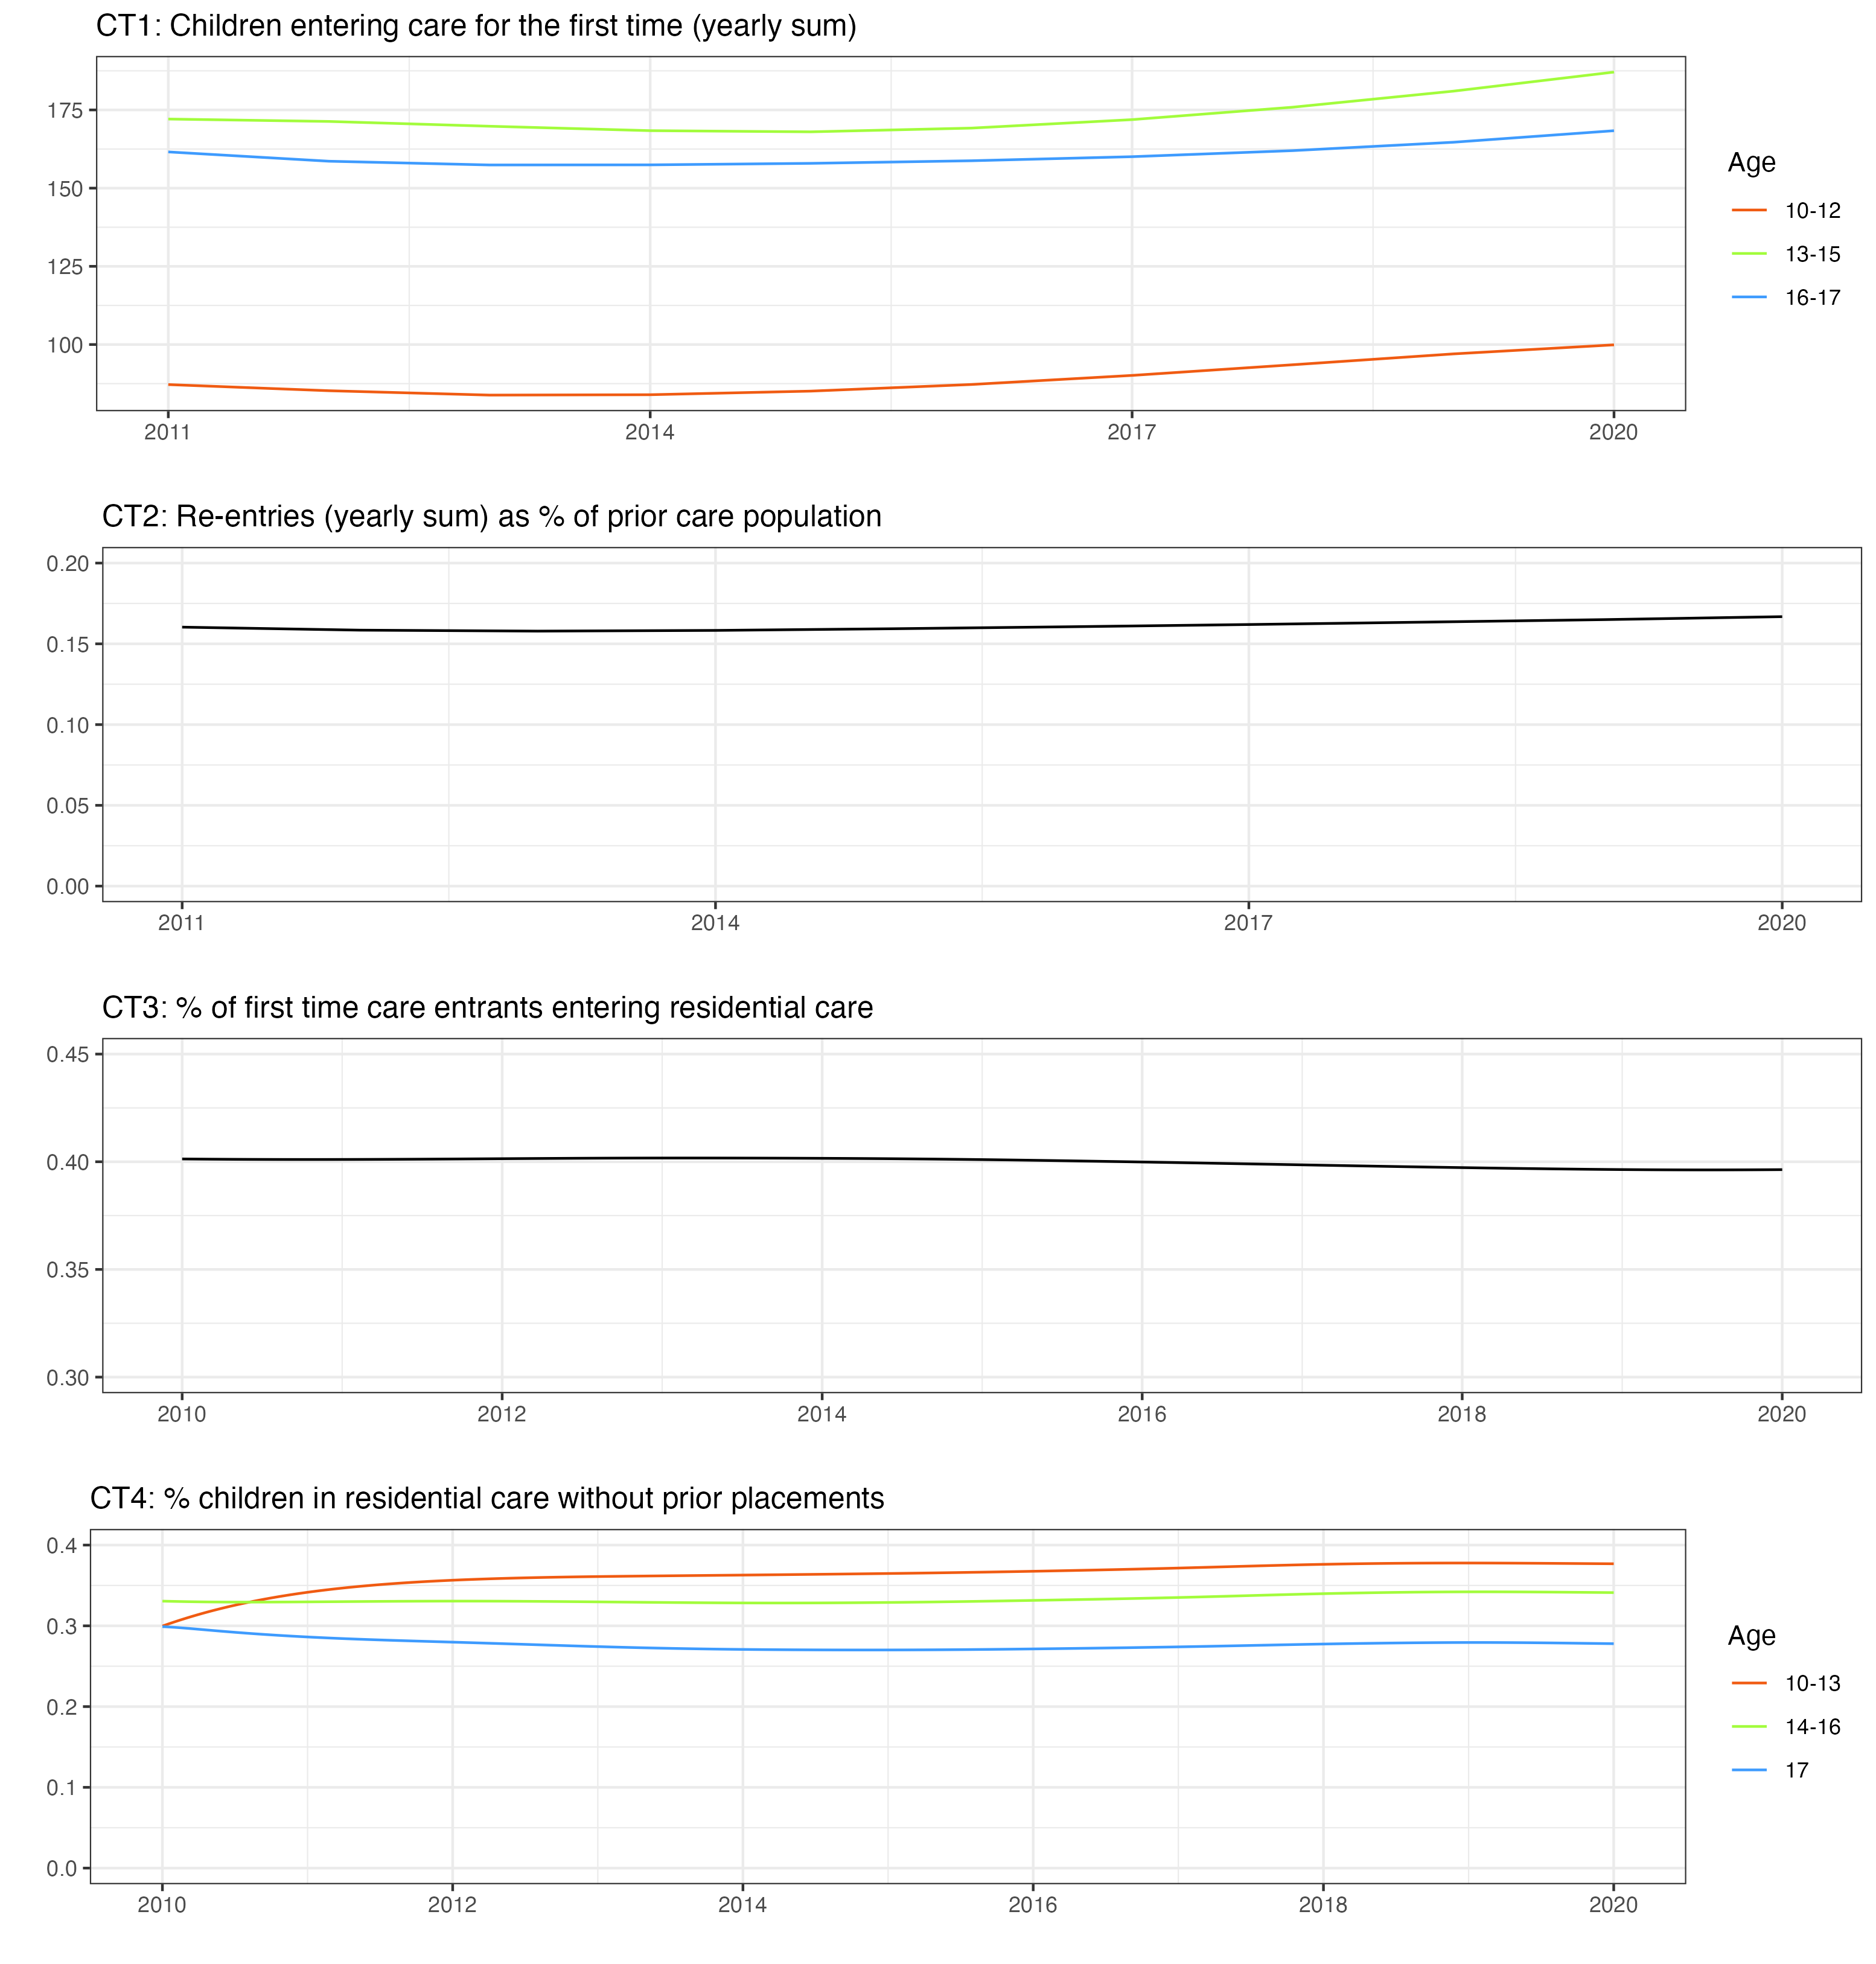 CT1: Children entering care for the first time (yearly sum)
175
150
125
100
2011 2014 2017 2020
Age
10-12
13-15
16-17
CT2: Re-entries (yearly sum) as % of prior care population
0.20
0.15
0.10
0.05
0.00
2011 2014 2017 2020
CT3: % of first time care entrants entering residential care
0.45
0.40
0.35
0.30
2010 2012 2014 2016 2018 2020
CT4: % children in residential care without prior placements
0.4
0.3
0.2
0.1
0.0
2010 2012 2014 2016 2018 2020
Age
10-13
14-16
17